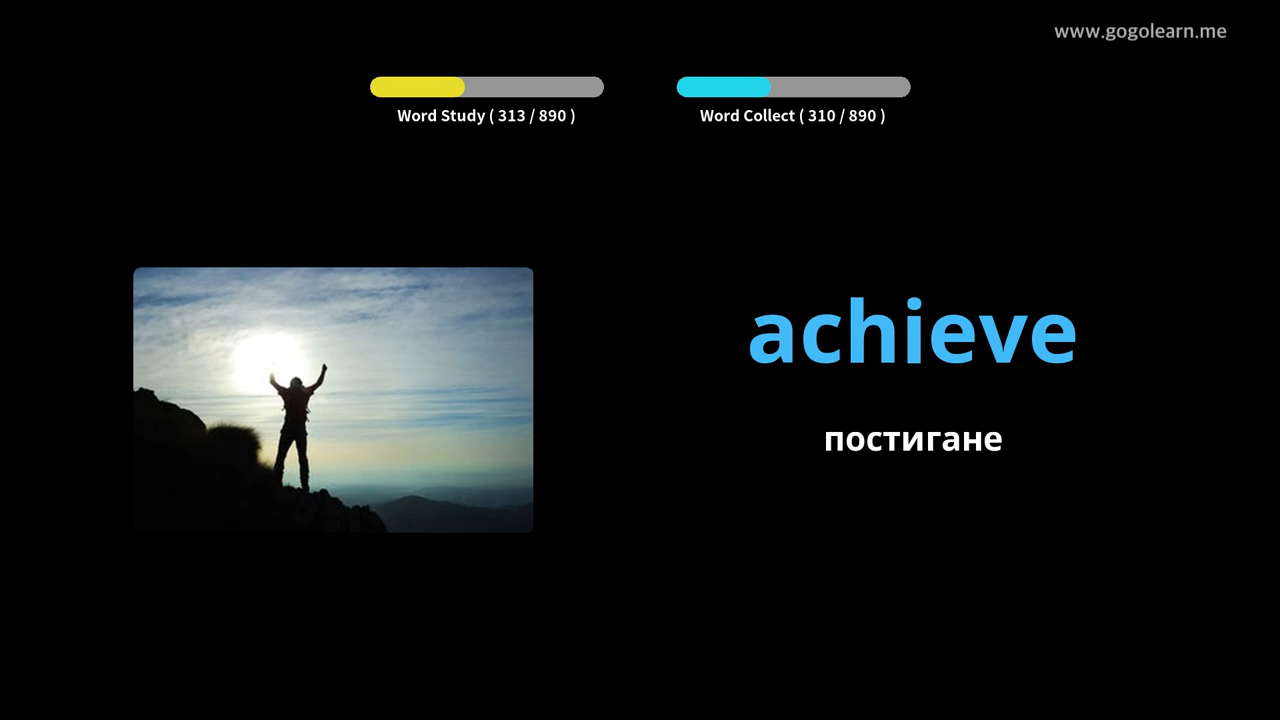 www.gogolearn.me
Word Study ( 313 / 890 )
Word Collect ( 310 / 890 )
achieve
постигане